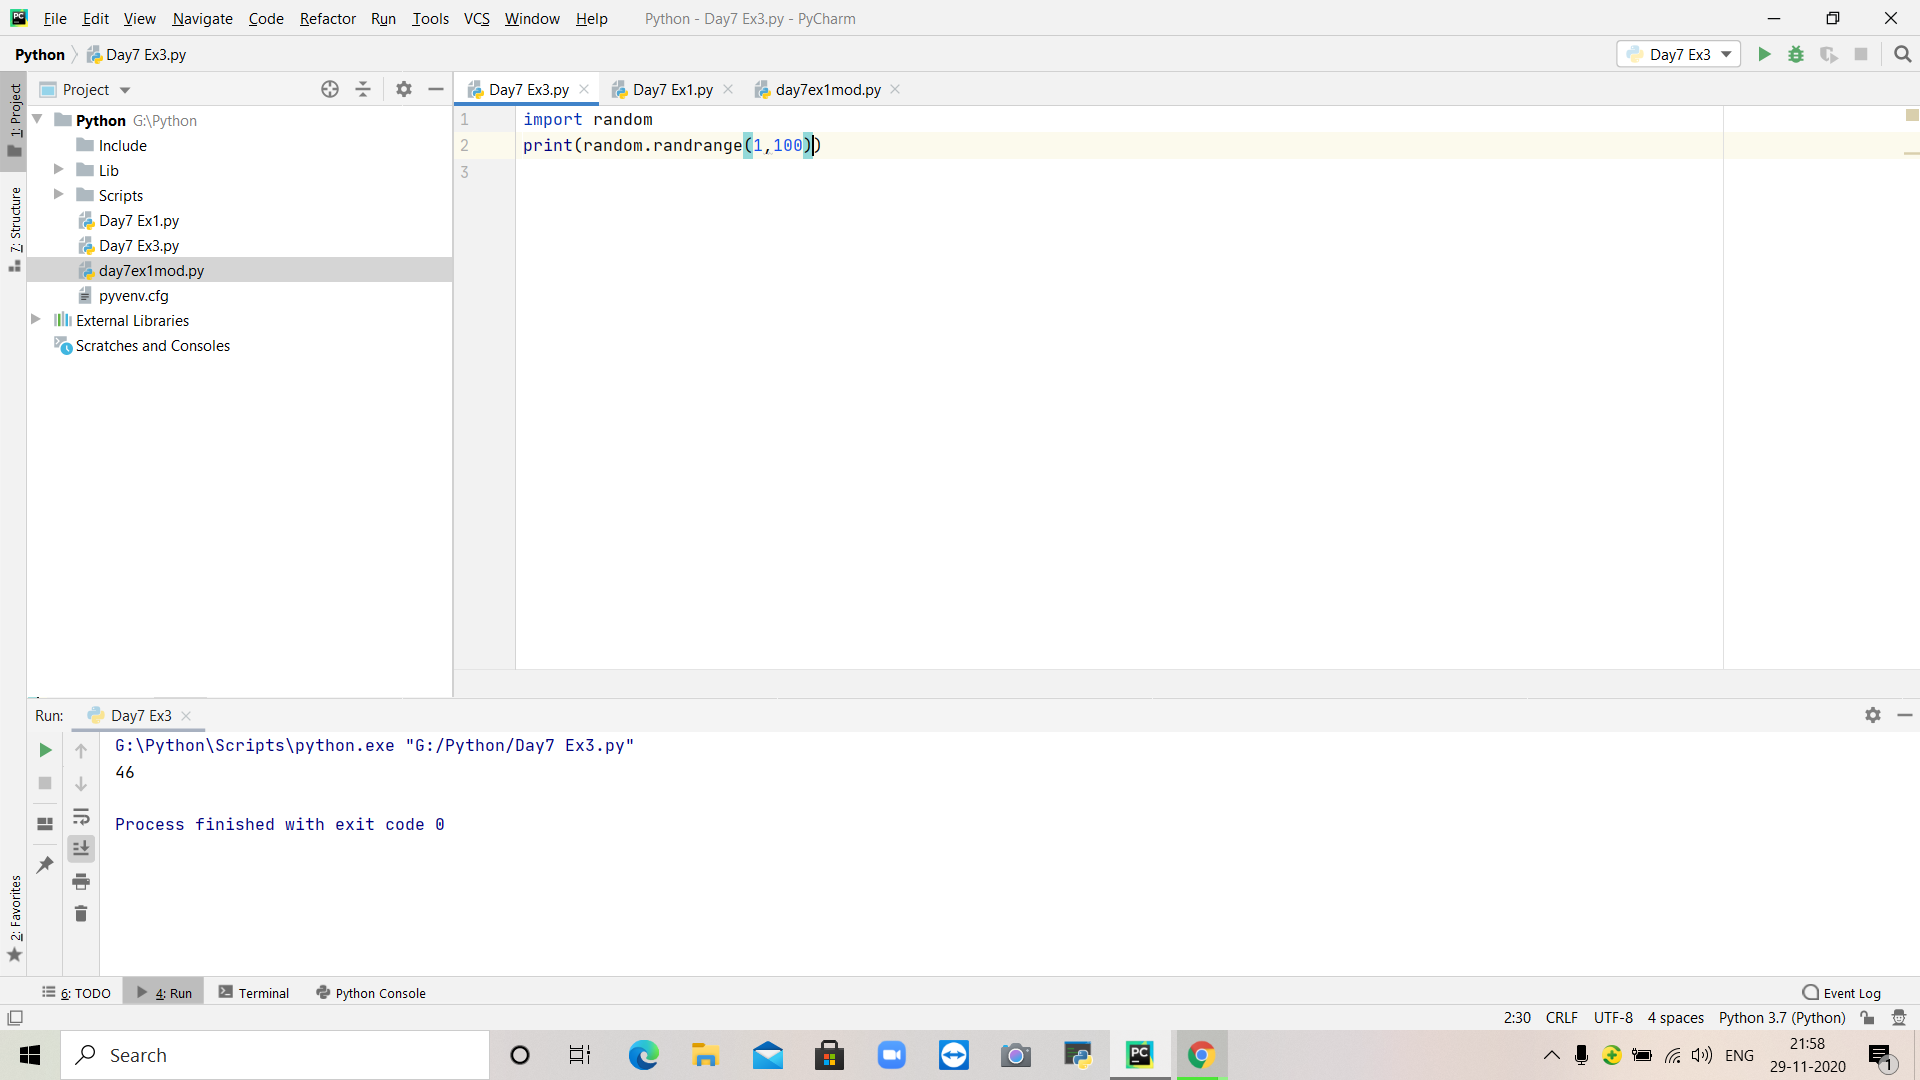 File Edit View Navigate Code Refactor Run Tools VCS Window Help Python - Day7 Ex3.py - PyCharm
Python Day7 Ex3.py Day7 Ex3
Project
Day7 Ex3.py Day7 Ex1.py day7ex1mod.py
1: Project
7: Structure
2: Favorites
Python G:\Python
Include
Lib
Scripts
Day7 Ex1.py
Day7 Ex3.py
day7ex1mod.py
pyvenv.cfg
External Libraries
Scratches and Consoles
1 import random
2 print(random.randrange(1,100))
3
Run: Day7 Ex3
G:\Python\Scripts\python.exe "G:/Python/Day7 Ex3.py"
46
Process finished with exit code 0
6: TODO 4: Run Terminal Python Console Event Log
2:30 CRLF UTF-8 4 spaces Python 3.7 (Python)
Search ENG 21:58
29-11-2020 1